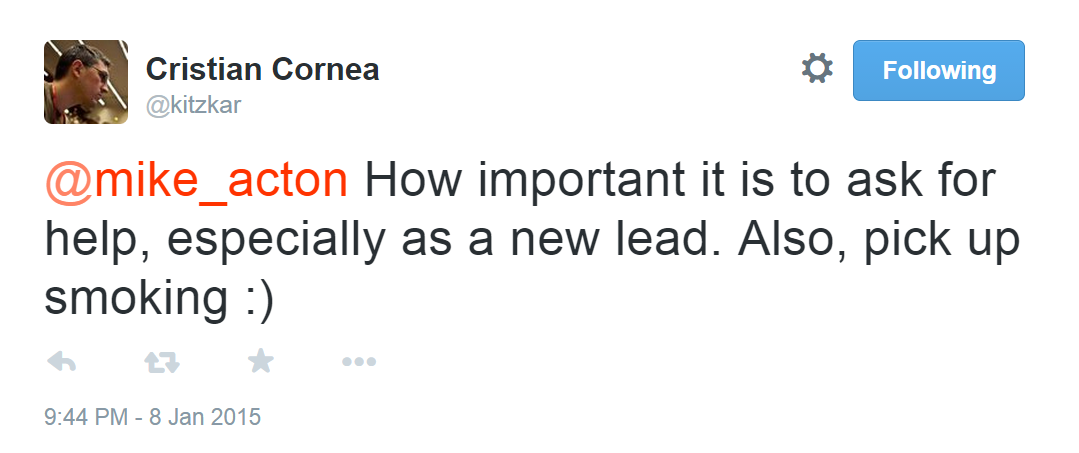 Cristian Cornea
@kitzkar
Following
@mike_acton How important it is to ask for
help, especially as a new lead. Also, pick up
smoking :)
9:44 PM - 8 Jan 2015